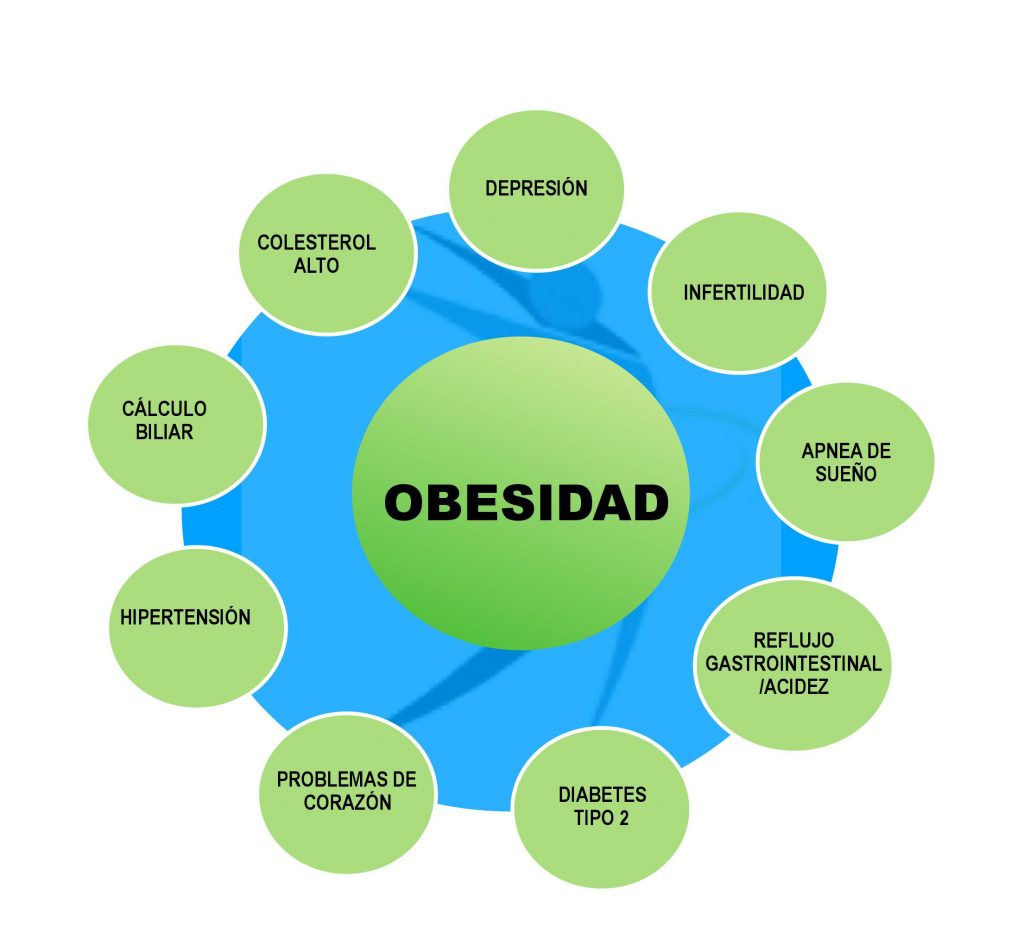 DEPRESIÓN
COLESTEROL
ALTO
INFERTILIDAD
CÁLCULO
BILIAR
APNEA DE
SUEÑO
OBESIDAD
HIPERTENSIÓN
REFLUJO
GASTROINTESTINAL
/ACIDEZ
PROBLEMAS DE
CORAZÓN
DIABETES
TIPO 2